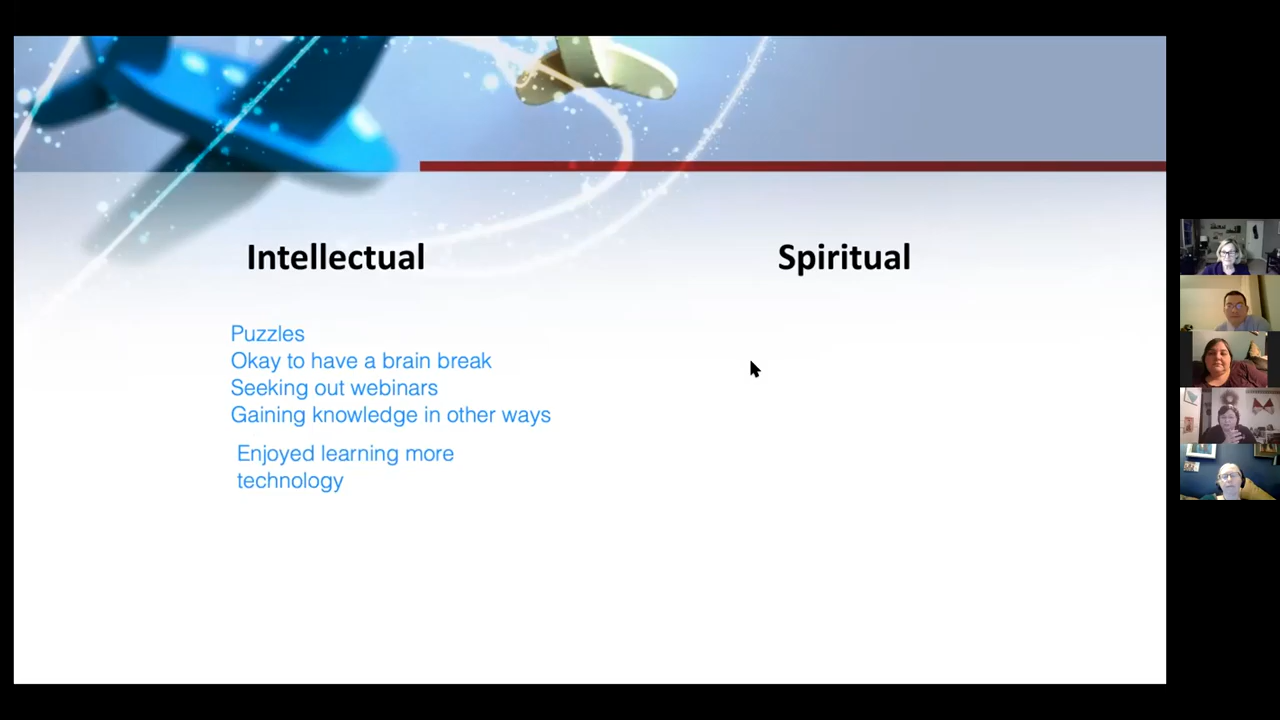 Intellectual
Spiritual
Puzzles
Okay to have a brain break
Seeking out webinars
Gaining knowledge in other ways
Enjoyed learning more
technology